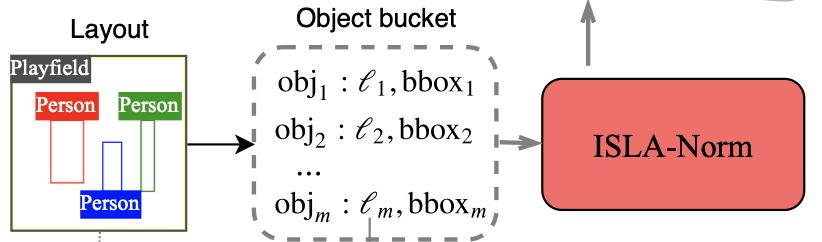 Layout
Object bucket
Playfield
Person
Person
Person
obj₁ : ℓ₁, bbox₁
obj₂ : ℓ₂, bbox₂
...
objₘ : ℓₘ, bboxₘ
ISLA-Norm